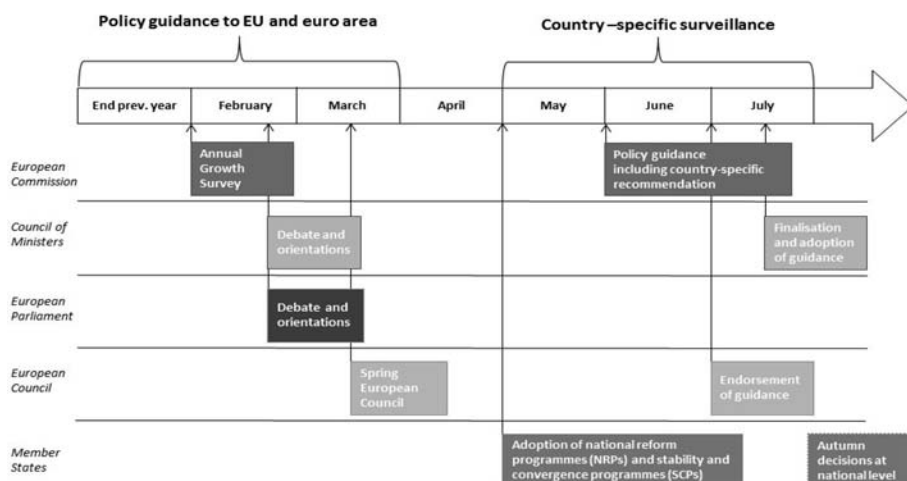 Policy guidance to EU and euro area
Country–specific surveillance
End prev. year
February
March
April
May
June
July
European
Commission
Annual
Growth
Survey
Policy guidance
including country-specific
recommendation
Council of
Ministers
Debate and
orientations
Finalisation
and adoption
of guidance
European
Parliament
Debate and
orientations
European
Council
Spring
European
Council
Endorsement
of guidance
Member
States
Adoption of national reform
programmes (NRPs) and stability and
convergence programmes (SCPs)
Autumn
decisions at
national level